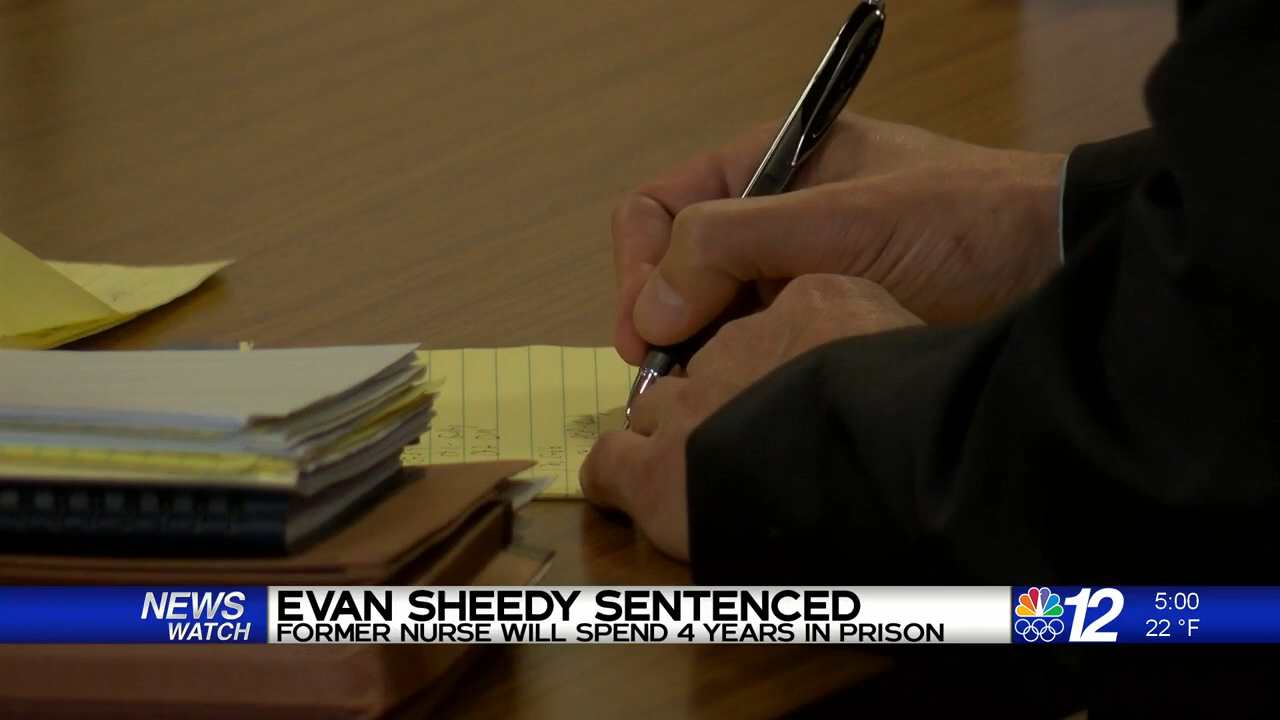 NEWS
WATCH
EVAN SHEEDY SENTENCED
FORMER NURSE WILL SPEND 4 YEARS IN PRISON
12
5:00
22 °F